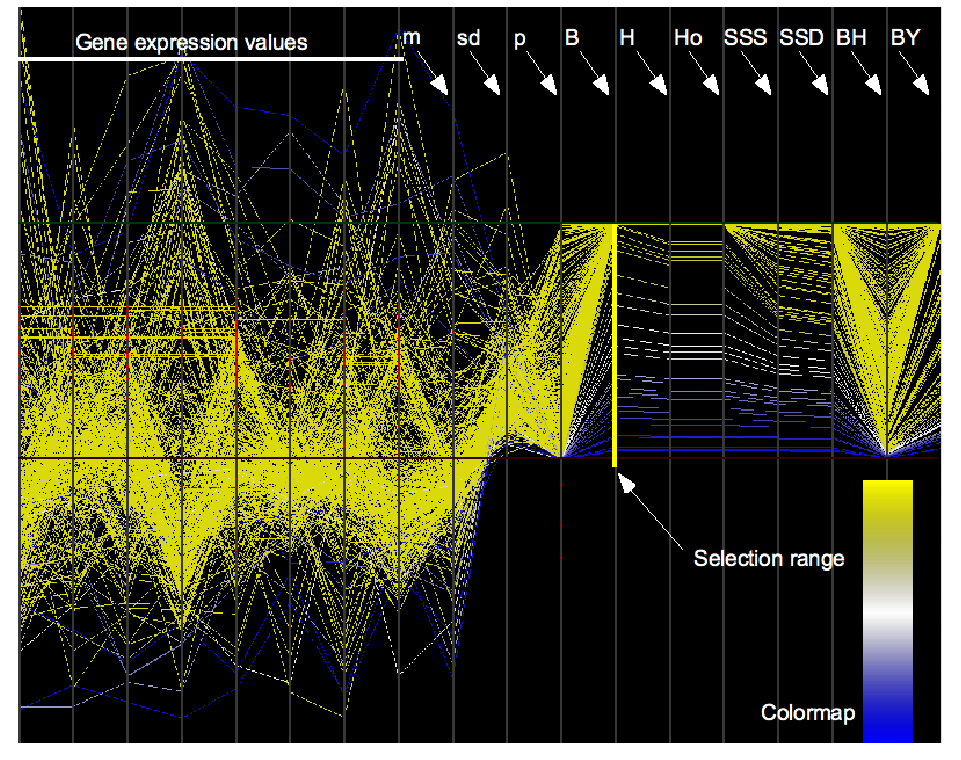 Gene expression values
m sd p B H Ho SSS SSD BH BY
Selection range
Colormap